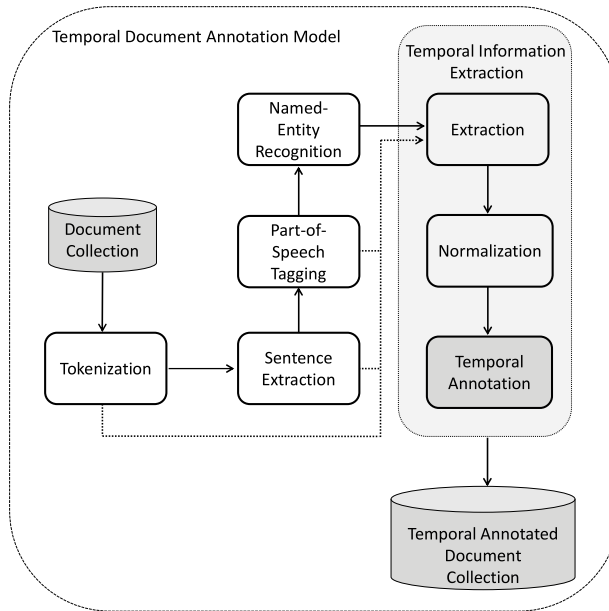 Temporal Document Annotation Model
Temporal Information
Extraction
Named-
Entity
Recognition
Extraction
Document
Collection
Part-of-
Speech
Tagging
Normalization
Tokenization
Sentence
Extraction
Temporal
Annotation
Temporal Annotated
Document
Collection